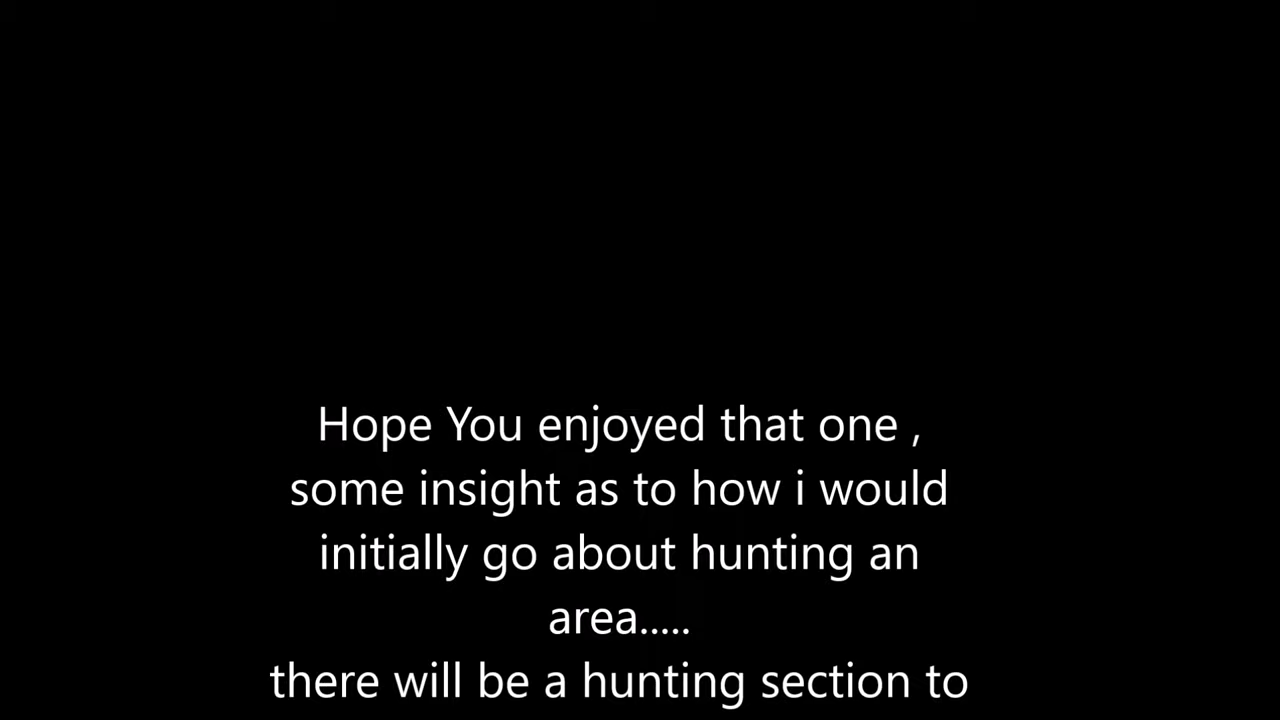 Hope You enjoyed that one ,
some insight as to how i would
initially go about hunting an
area.....
there will be a hunting section to